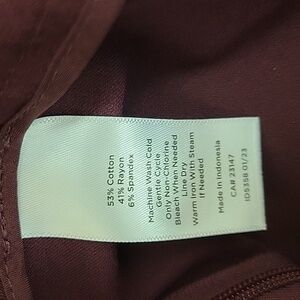 53% Cotton
41% Rayon
6% Spandex
Machine Wash Cold
Gentle Cycle
Only Non-Chlorine
Bleach When Needed
Line Dry
Warm Iron With Steam
If Needed
Made in Indonesia
CA# 23147
ID5358 01/23